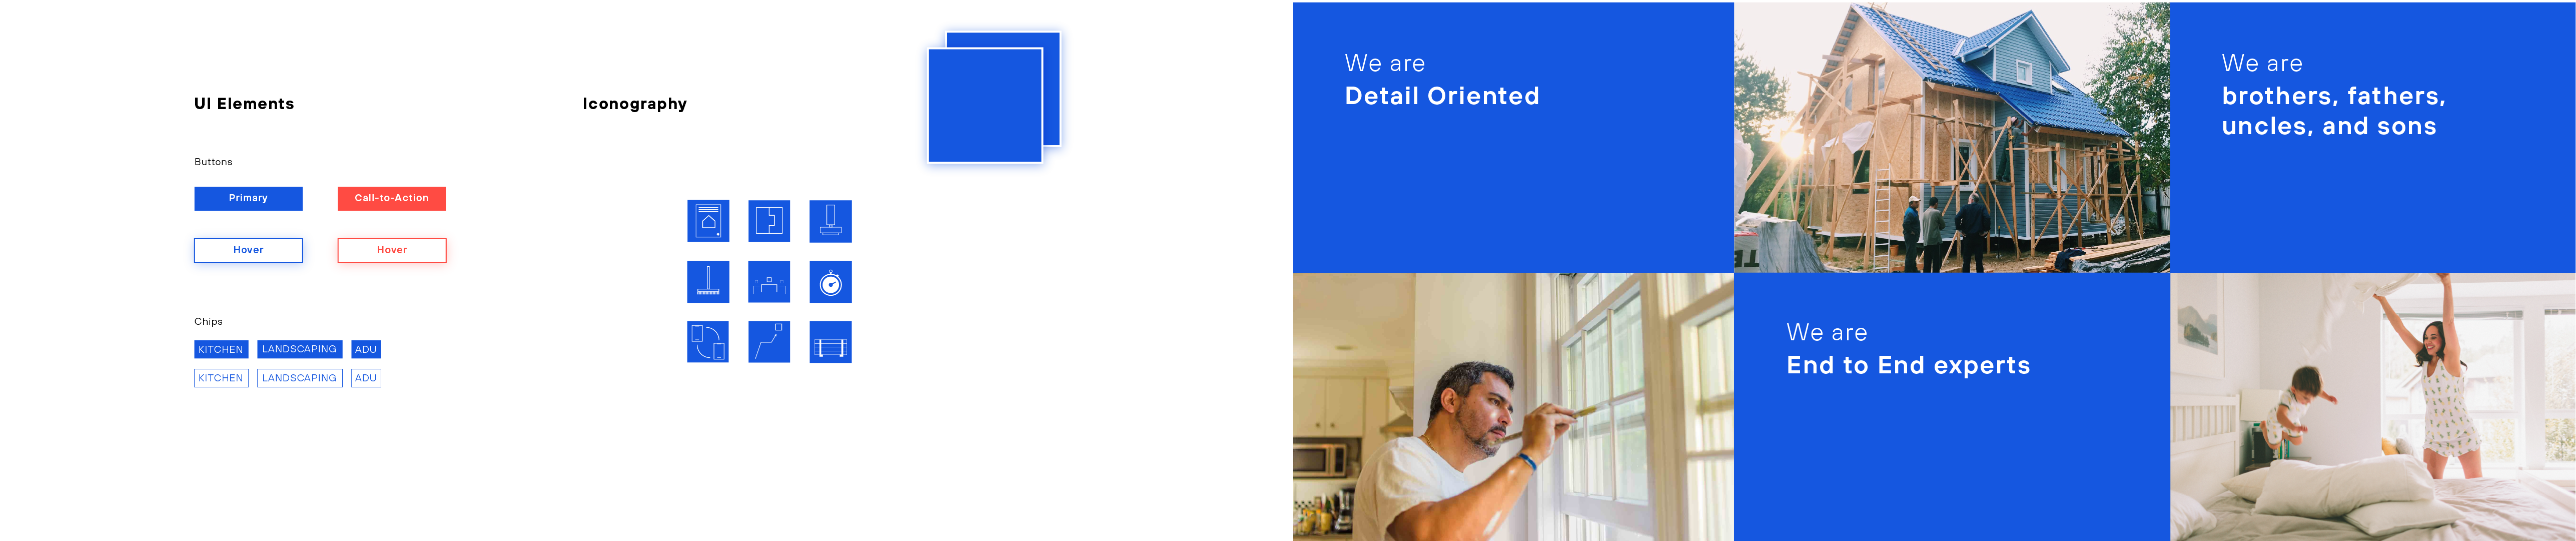 UI Elements
Buttons
Primary
Call-to-Action
Hover
Hover
Chips
KITCHEN
LANDSCAPING
ADU
KITCHEN
LANDSCAPING
ADU
Iconography
We are
Detail Oriented
We are
brothers, fathers,
uncles, and sons
We are
End to End experts